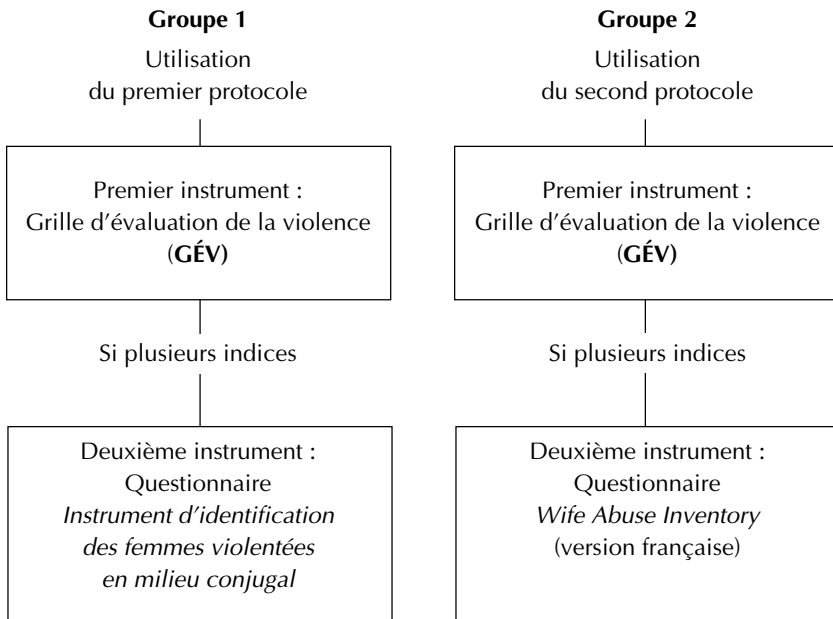 Groupe 1
Utilisation
du premier protocole
Premier instrument :
Grille d'évaluation de la violence
(GÉV)
Si plusieurs indices
Deuxième instrument :
Questionnaire
Instrument d'identification
des femmes violentées
en milieu conjugal
Groupe 2
Utilisation
du second protocole
Premier instrument :
Grille d'évaluation de la violence
(GÉV)
Si plusieurs indices
Deuxième instrument :
Questionnaire
Wife Abuse Inventory
(version française)